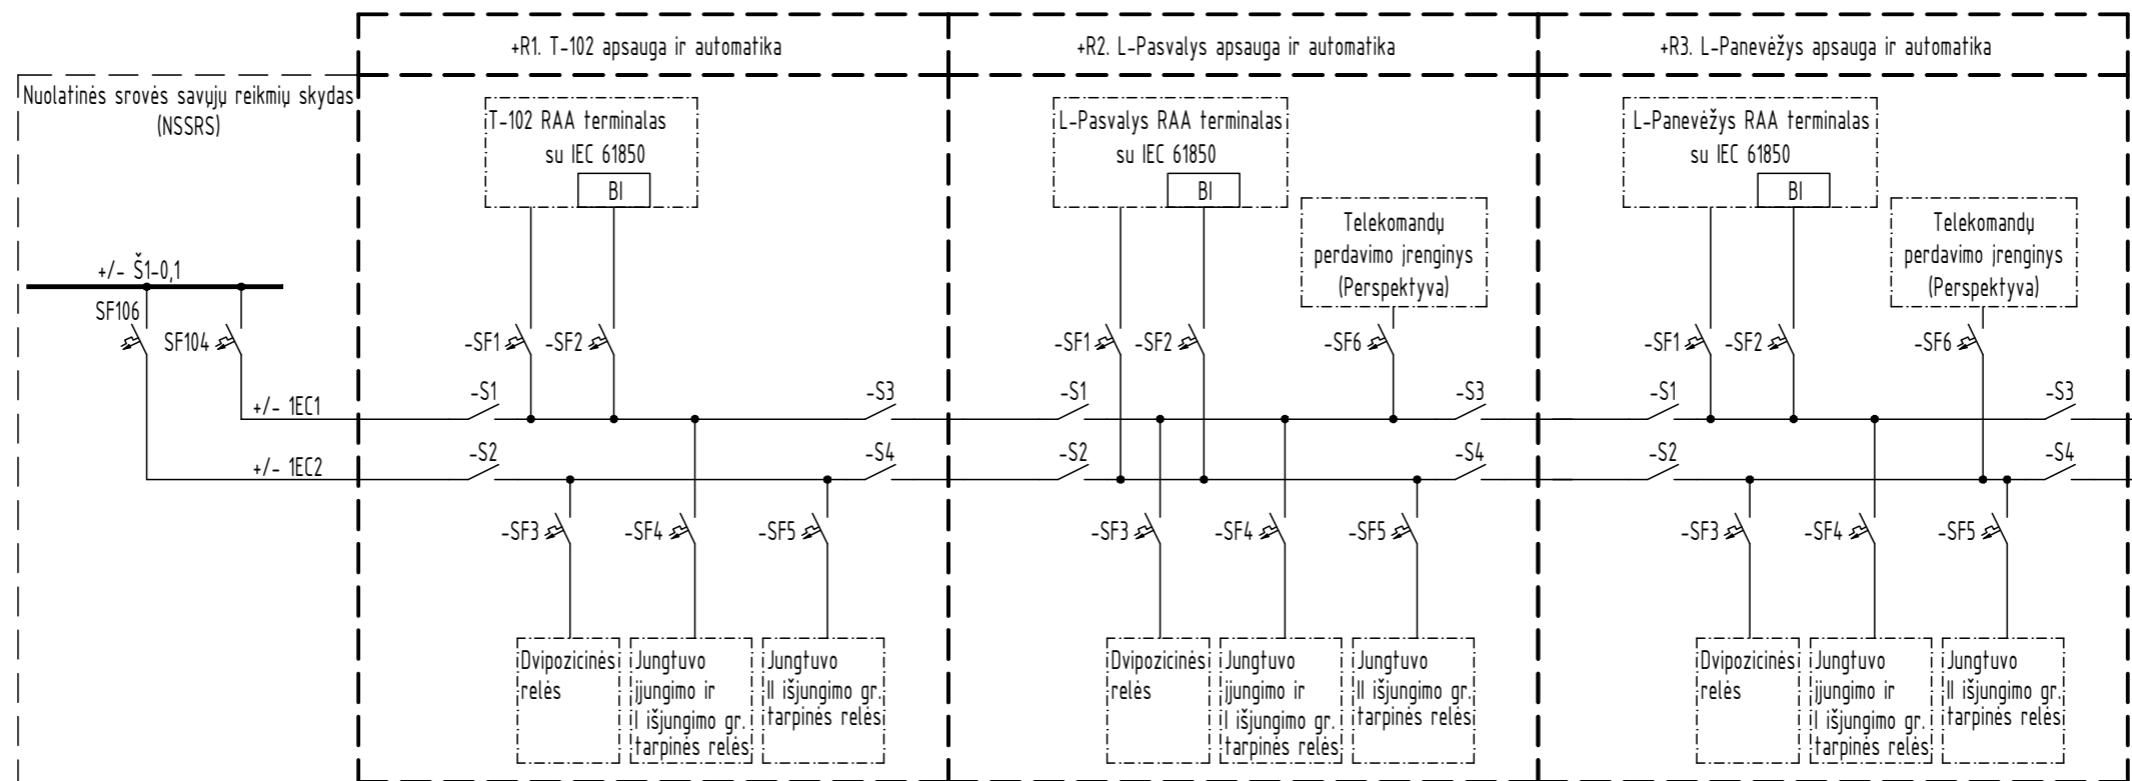 +R1. T-102 apsauga ir automatika
+R2. L-Pasvalys apsauga ir automatika
+R3. L-Panevėžys apsauga ir automatika
Nuolatinės srovės savųjų reikmių skydas
(NSSRS)
T-102 RAA terminalas
su IEC 61850
BI
L-Pasvalys RAA terminalas
su IEC 61850
BI
L-Panevėžys RAA terminalas
su IEC 61850
BI
Telekomandų
perdavimo įrenginys
(Perspektyva)
Telekomandų
perdavimo įrenginys
(Perspektyva)
+/- Š1-0,1
SF106
SF104
-SF1
-SF2
-SF1
-SF2
-SF6
-SF1
-SF2
-SF6
+/- 1EC1
-S1
-S3
-S1
-S3
-S1
-S3
+/- 1EC2
-S2
-S4
-S2
-S4
-S2
-S4
-SF3
-SF4
-SF5
-SF3
-SF4
-SF5
-SF3
-SF4
-SF5
Dvipozicinės
relės
Jungtuvo
įjungimo ir
I išjungimo gr.
tarpinės relės
Jungtuvo
II išjungimo gr.
tarpinės relės
Dvipozicinės
relės
Jungtuvo
įjungimo ir
I išjungimo gr.
tarpinės relės
Jungtuvo
II išjungimo gr.
tarpinės relės
Dvipozicinės
relės
Jungtuvo
įjungimo ir
I išjungimo gr.
tarpinės relės
Jungtuvo
II išjungimo gr.
tarpinės relės